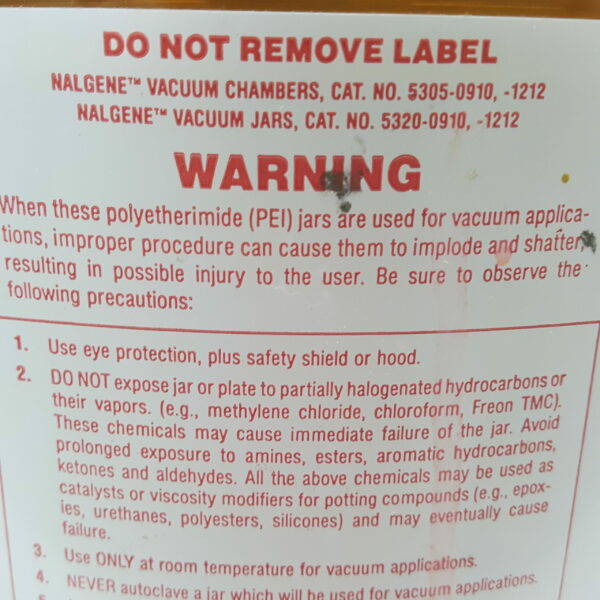 DO NOT REMOVE LABEL
NALGENE™ VACUUM CHAMBERS, CAT. NO. 5305-0910, -1212
NALGENE™ VACUUM JARS, CAT. NO. 5320-0910, -1212
WARNING
When these polyetherimide (PEI) jars are used for vacuum applica-
tions, improper procedure can cause them to implode and shatter,
resulting in possible injury to the user. Be sure to observe the
following precautions:
1. Use eye protection, plus safety shield or hood.
2. DO NOT expose jar or plate to partially halogenated hydrocarbons or
their vapors. (e.g., methylene chloride, chloroform, Freon TMC).
These chemicals may cause immediate failure of the jar. Avoid
prolonged exposure to amines, esters, aromatic hydrocarbons,
ketones and aldehydes. All the above chemicals may be used as
catalysts or viscosity modifiers for potting compounds (e.g., epox-
ies, urethanes, polyesters, silicones) and may eventually cause
failure.
3. Use ONLY at room temperature for vacuum applications.
4. NEVER autoclave a jar which will be used for vacuum applications.